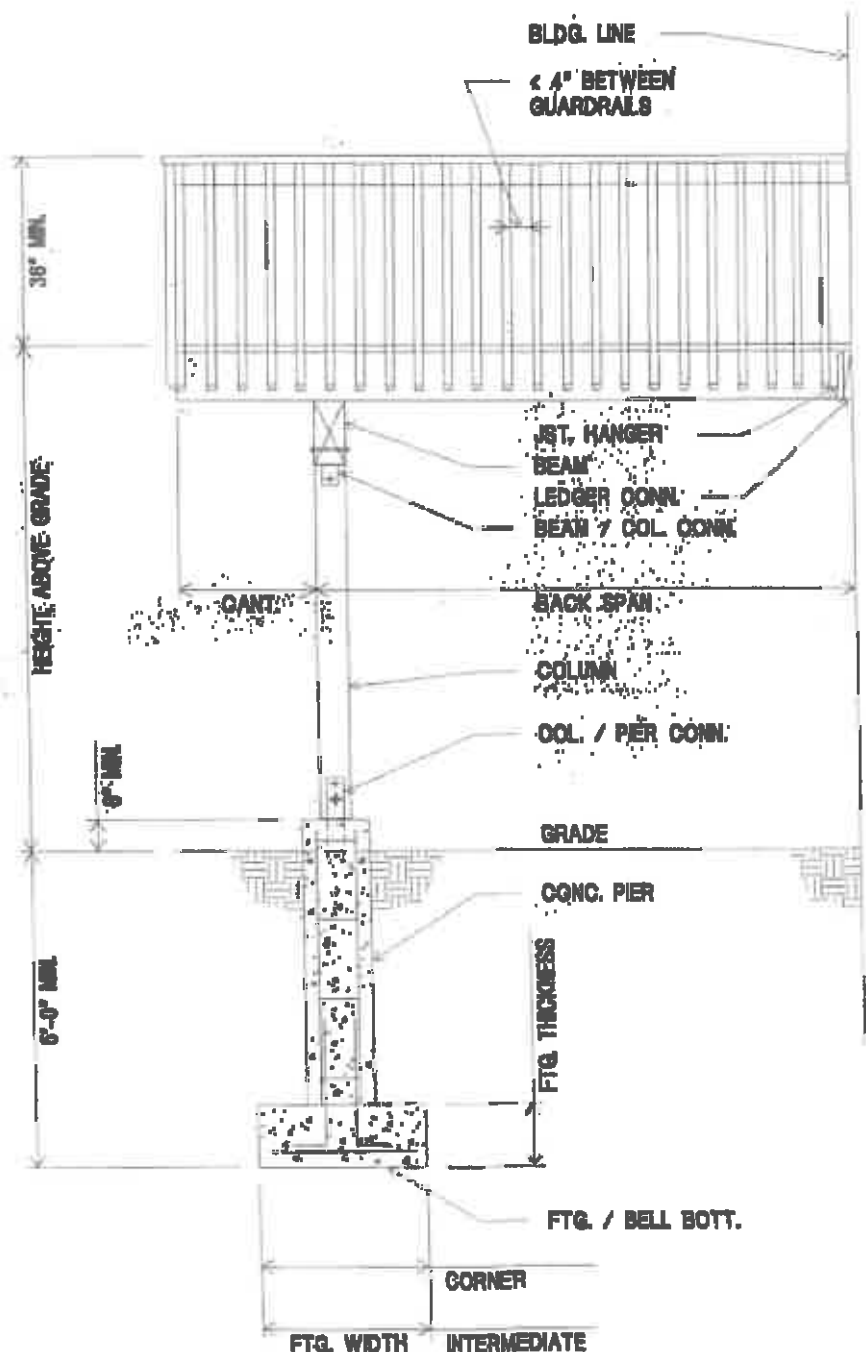 BLDG. LINE
< 4" BETWEEN
GUARDRAILS
36" MIN.
HEIGHT ABOVE GRADE
JST. HANGER
BEAM
LEDGER CONN.
BEAM / COL. CONN.
CANT.
BACK SPAN
COLUMN
COL. / PIER CONN.
MIN.
GRADE
CONC. PIER
6'-0" MIN.
FTG. THICKNESS
FTG. / BELL BOTT.
CORNER
FTG. WIDTH
INTERMEDIATE